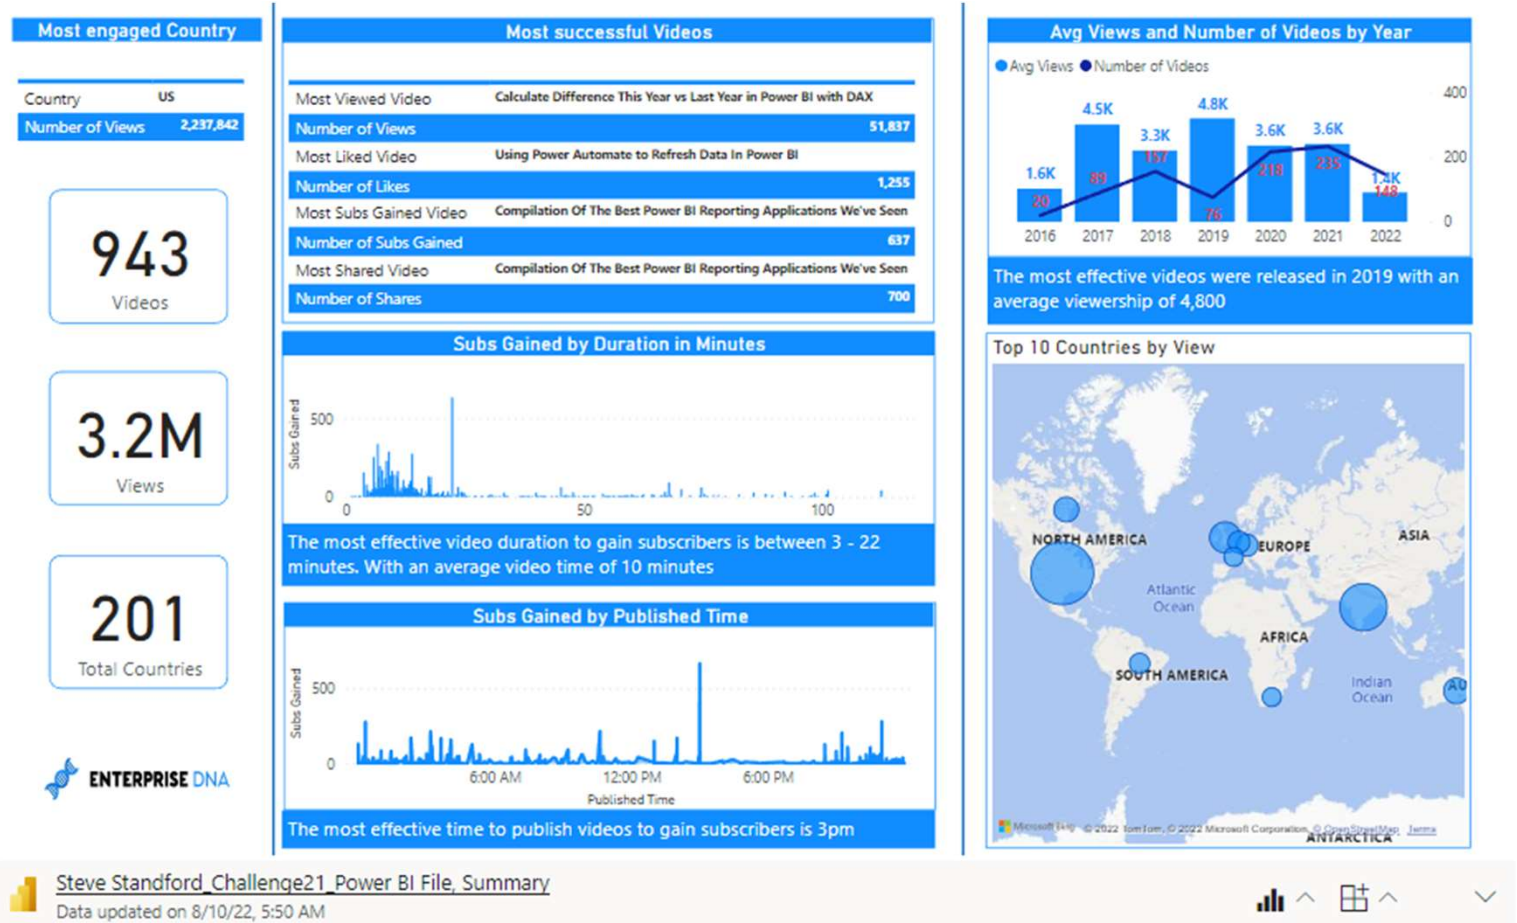 Most engaged Country
Country US
Number of Views 2,237,842
943
Videos
3.2M
Views
201
Total Countries
ENTERPRISE DNA
Most successful Videos
Most Viewed Video Calculate Difference This Year vs Last Year in Power BI with DAX
Number of Views 51,837
Most Liked Video Using Power Automate to Refresh Data In Power BI
Number of Likes 1,255
Most Subs Gained Video Compilation Of The Best Power BI Reporting Applications We've Seen
Number of Subs Gained 637
Most Shared Video Compilation Of The Best Power BI Reporting Applications We've Seen
Number of Shares 700
Subs Gained by Duration in Minutes
Subs Gained
500
0
0 50 100
The most effective video duration to gain subscribers is between 3 - 22
minutes. With an average video time of 10 minutes
Subs Gained by Published Time
Subs Gained
500
0
6:00 AM 12:00 PM 6:00 PM
Published Time
The most effective time to publish videos to gain subscribers is 3pm
Avg Views and Number of Videos by Year
Avg Views Number of Videos
400
200
0
1.6K 4.5K 3.3K 4.8K 3.6K 3.6K 1.4K
20 89 157 76 218 235 148
2016 2017 2018 2019 2020 2021 2022
The most effective videos were released in 2019 with an
average viewership of 4,800
Top 10 Countries by View
NORTH AMERICA
EUROPE
ASIA
Atlantic
Ocean
AFRICA
SOUTH AMERICA
Indian
Ocean
AU
Microsoft Bing © 2022 TomTom, © 2022 Microsoft Corporation, © OpenStreetMap Terms
ANTARCTICA
Steve Standford_Challenge21_Power BI File, Summary
Data updated on 8/10/22, 5:50 AM